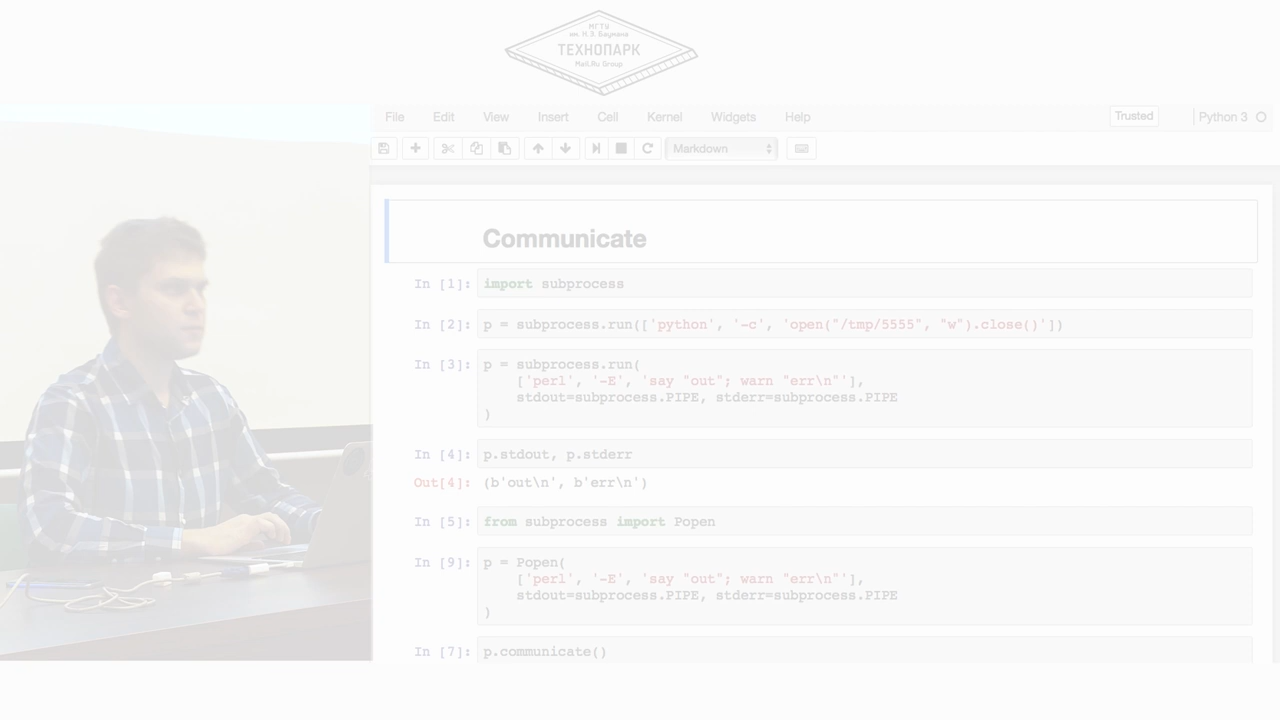 МГТУ
им. Н.Э. Баумана
ТЕХНОПАРК
Mail.Ru Group
File Edit View Insert Cell Kernel Widgets Help Trusted Python 3
Markdown
Communicate
In [1]: import subprocess
In [2]: p = subprocess.run(['python', '-c', 'open("/tmp/5555", "w").close()'])
In [3]: p = subprocess.run(
['perl', '-E', 'say "out"; warn "err\n"'],
stdout=subprocess.PIPE, stderr=subprocess.PIPE
)
In [4]: p.stdout, p.stderr
Out[4]: (b'out\n', b'err\n')
In [5]: from subprocess import Popen
In [9]: p = Popen(
['perl', '-E', 'say "out"; warn "err\n"'],
stdout=subprocess.PIPE, stderr=subprocess.PIPE
)
In [7]: p.communicate()